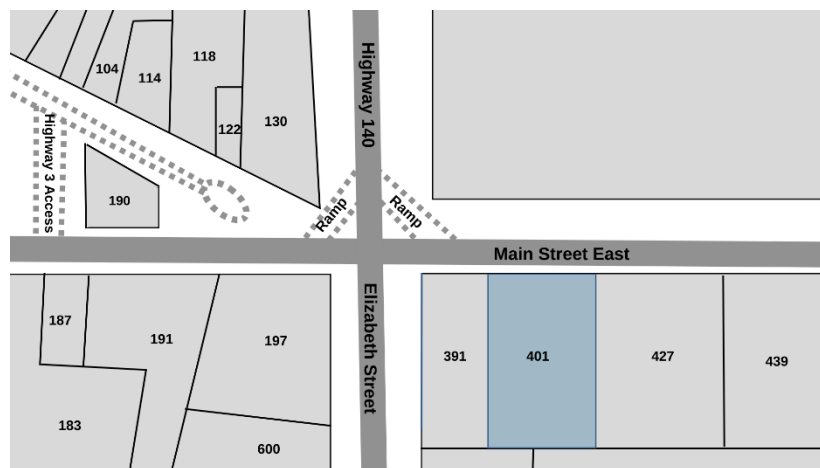 118
104
114
Highway 140
122
130
Highway 3 Access
190
Ramp
Ramp
Main Street East
187
191
197
Elizabeth Street
391
401
427
439
183
600